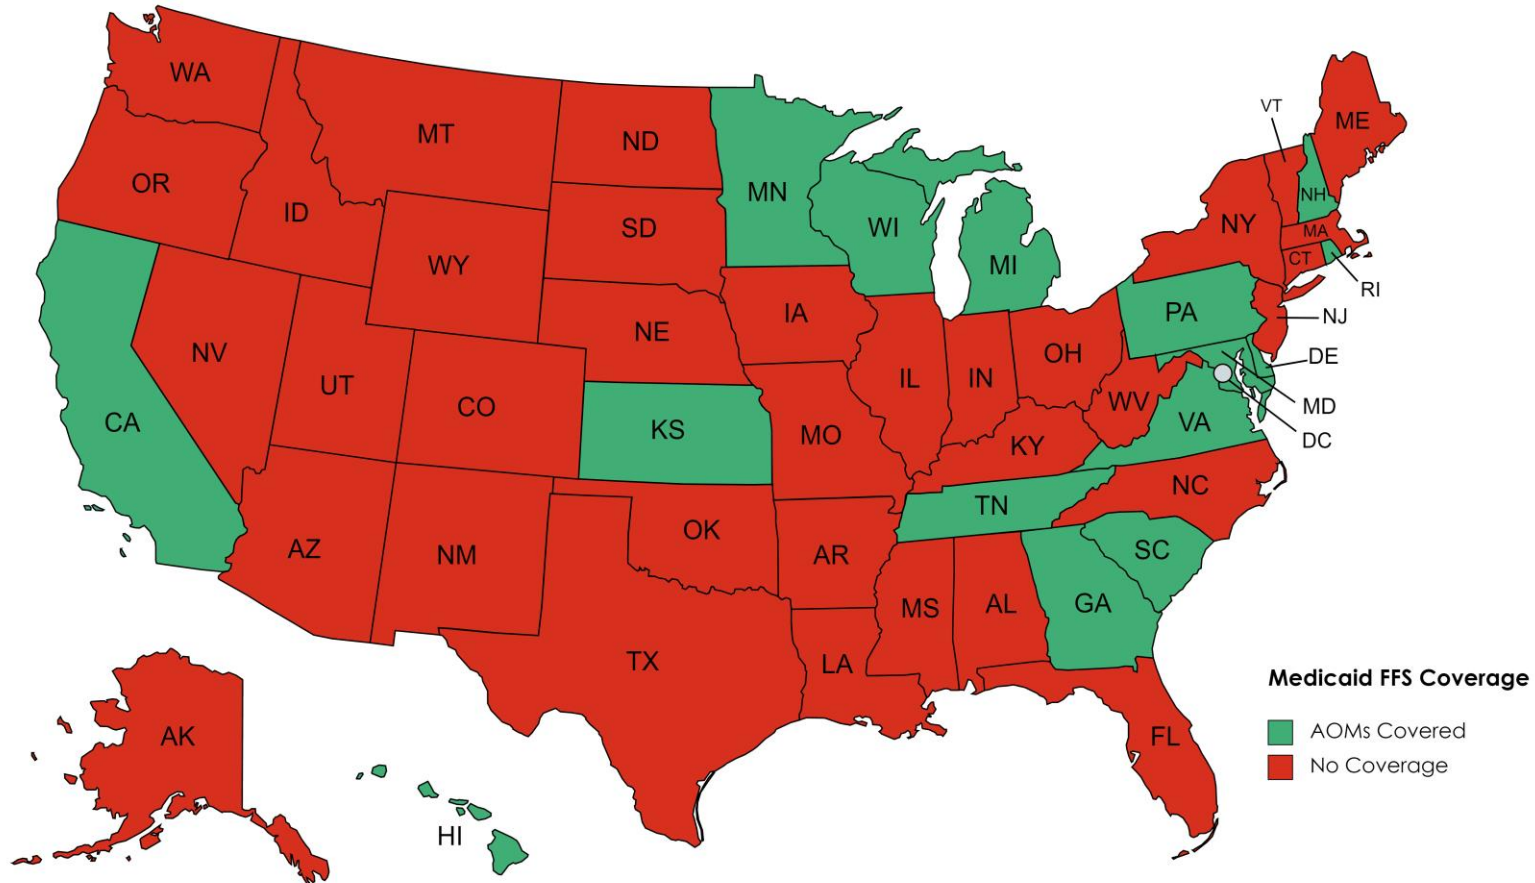 WA
MT
ND
MN
VT
ME
OR
ID
SD
WI
MI
NY
NH
MA
CT
RI
WY
IA
NE
PA
NJ
NV
UT
CO
KS
IL
IN
OH
DE
MD
DC
CA
MO
KY
WV
VA
AZ
NM
OK
AR
TN
NC
SC
MS
AL
GA
TX
LA
FL
AK
HI
Medicaid FFS Coverage
AOMs Covered
No Coverage